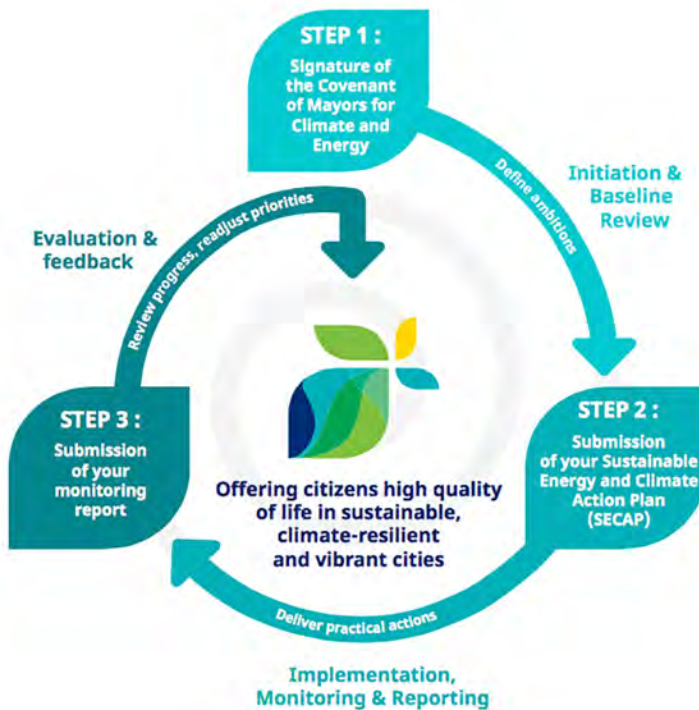 STEP 1 :
Signature of
the Covenant
of Mayors for
Climate and
Energy
Define ambitions
Initiation &
Baseline
Review
STEP 2 :
Submission
of your Sustainable
Energy and Climate
Action Plan
(SECAP)
Deliver practical actions
Implementation,
Monitoring & Reporting
STEP 3 :
Submission
of your
monitoring
report
Review progress, readjust priorities
Evaluation &
feedback
Offering citizens high quality
of life in sustainable,
climate-resilient
and vibrant cities